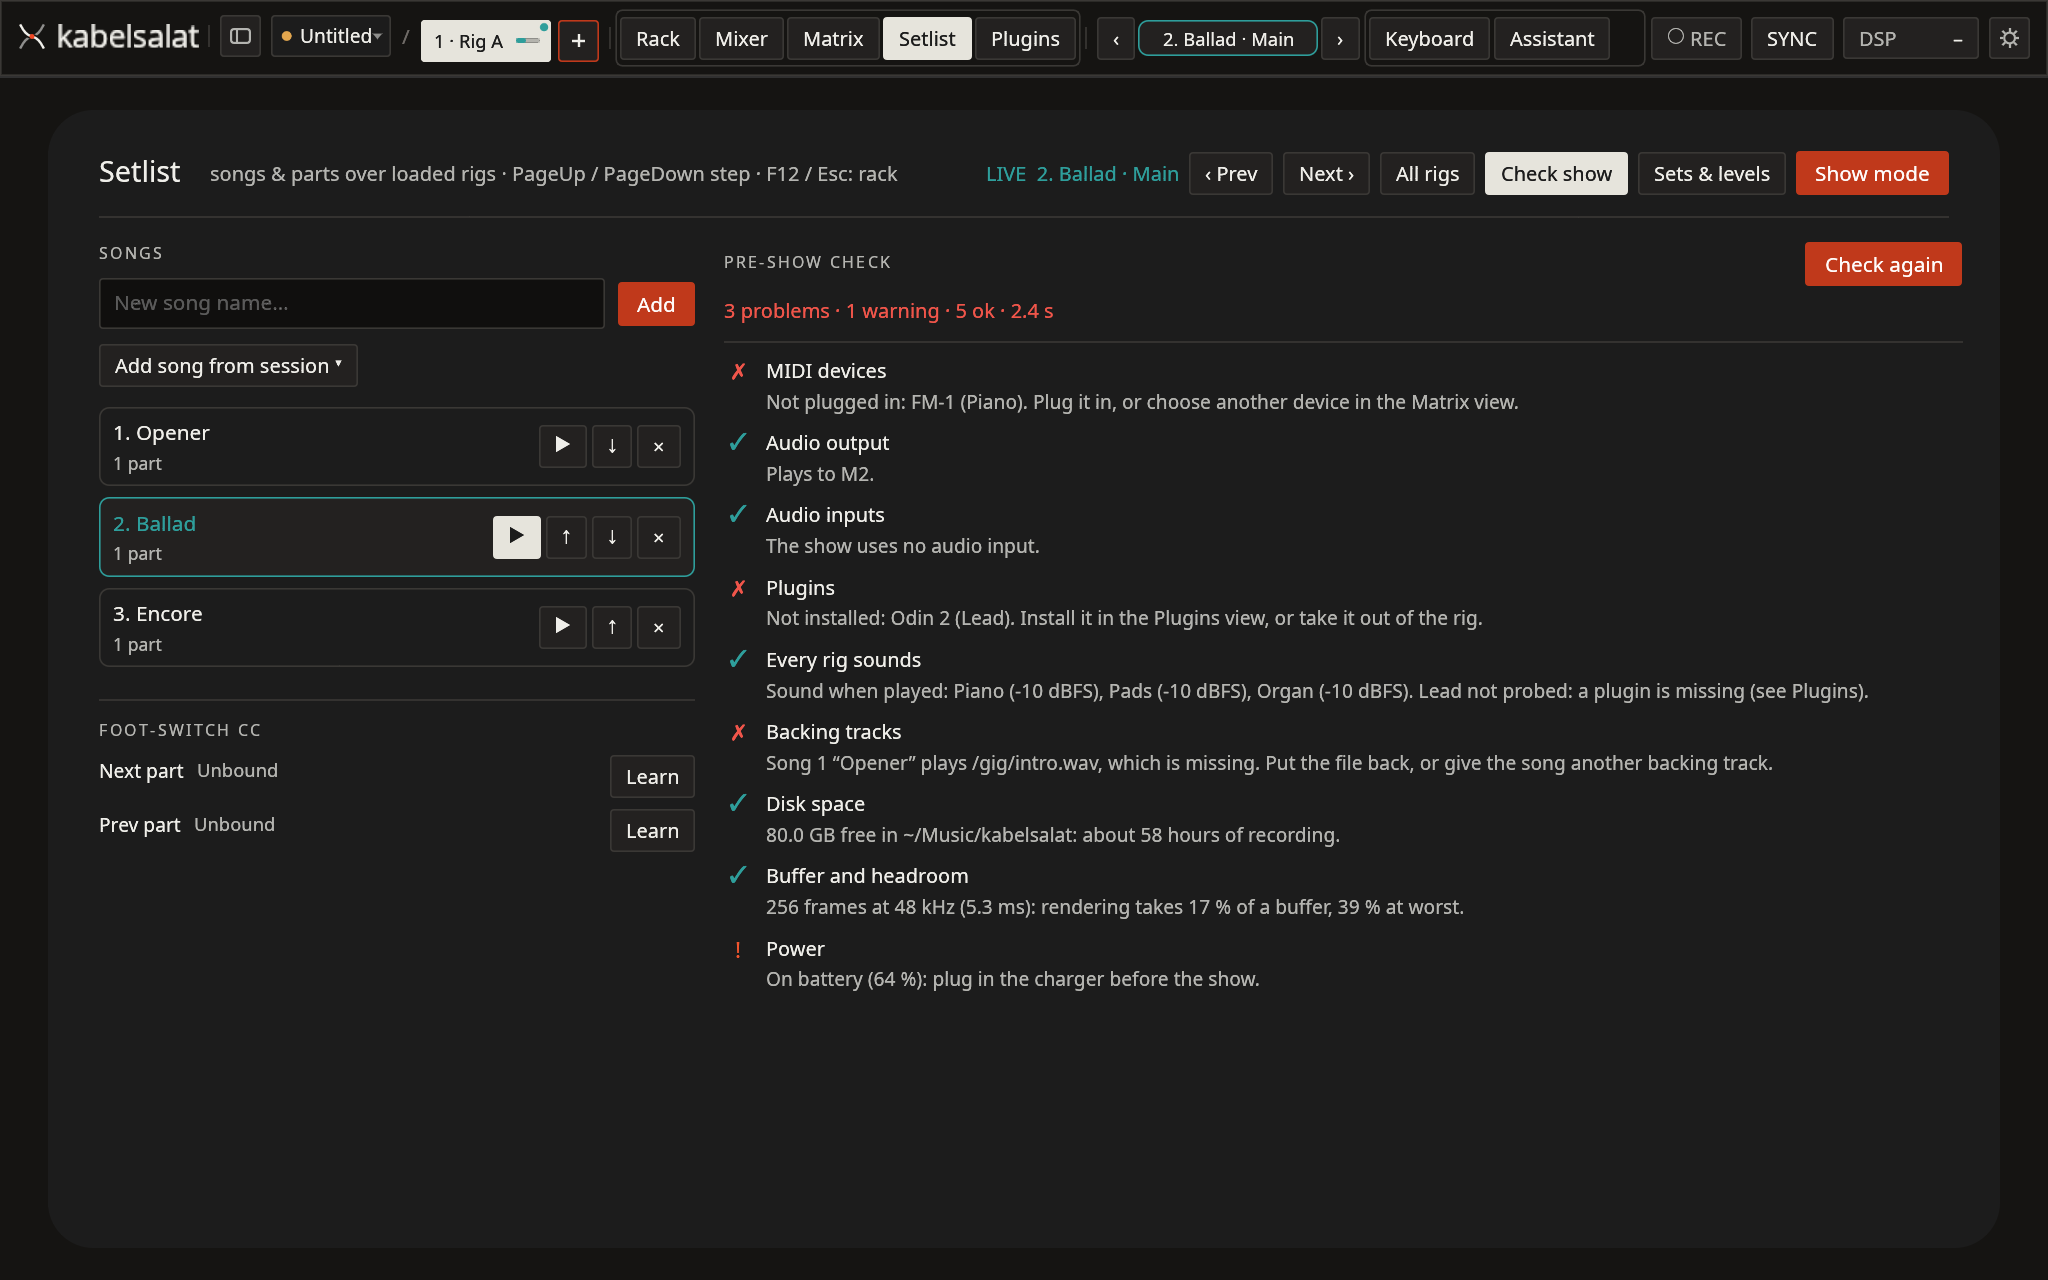 kabelsalat Untitled / 1 · Rig A + Rack Mixer Matrix Setlist Plugins ‹ 2. Ballad · Main › Keyboard Assistant REC SYNC DSP –
Setlist songs & parts over loaded rigs · PageUp / PageDown step · F12 / Esc: rack LIVE 2. Ballad · Main ‹ Prev Next › All rigs Check show Sets & levels Show mode
SONGS
New song name...
Add
Add song from session ▾
1. Opener
1 part
2. Ballad
1 part
3. Encore
1 part
FOOT-SWITCH CC
Next part Unbound Learn
Prev part Unbound Learn
PRE-SHOW CHECK
Check again
3 problems · 1 warning · 5 ok · 2.4 s
✗ MIDI devices
Not plugged in: FM-1 (Piano). Plug it in, or choose another device in the Matrix view.
✓ Audio output
Plays to M2.
✓ Audio inputs
The show uses no audio input.
✗ Plugins
Not installed: Odin 2 (Lead). Install it in the Plugins view, or take it out of the rig.
✓ Every rig sounds
Sound when played: Piano (-10 dBFS), Pads (-10 dBFS), Organ (-10 dBFS). Lead not probed: a plugin is missing (see Plugins).
✗ Backing tracks
Song 1 “Opener” plays /gig/intro.wav, which is missing. Put the file back, or give the song another backing track.
✓ Disk space
80.0 GB free in ~/Music/kabelsalat: about 58 hours of recording.
✓ Buffer and headroom
256 frames at 48 kHz (5.3 ms): rendering takes 17 % of a buffer, 39 % at worst.
! Power
On battery (64 %): plug in the charger before the show.